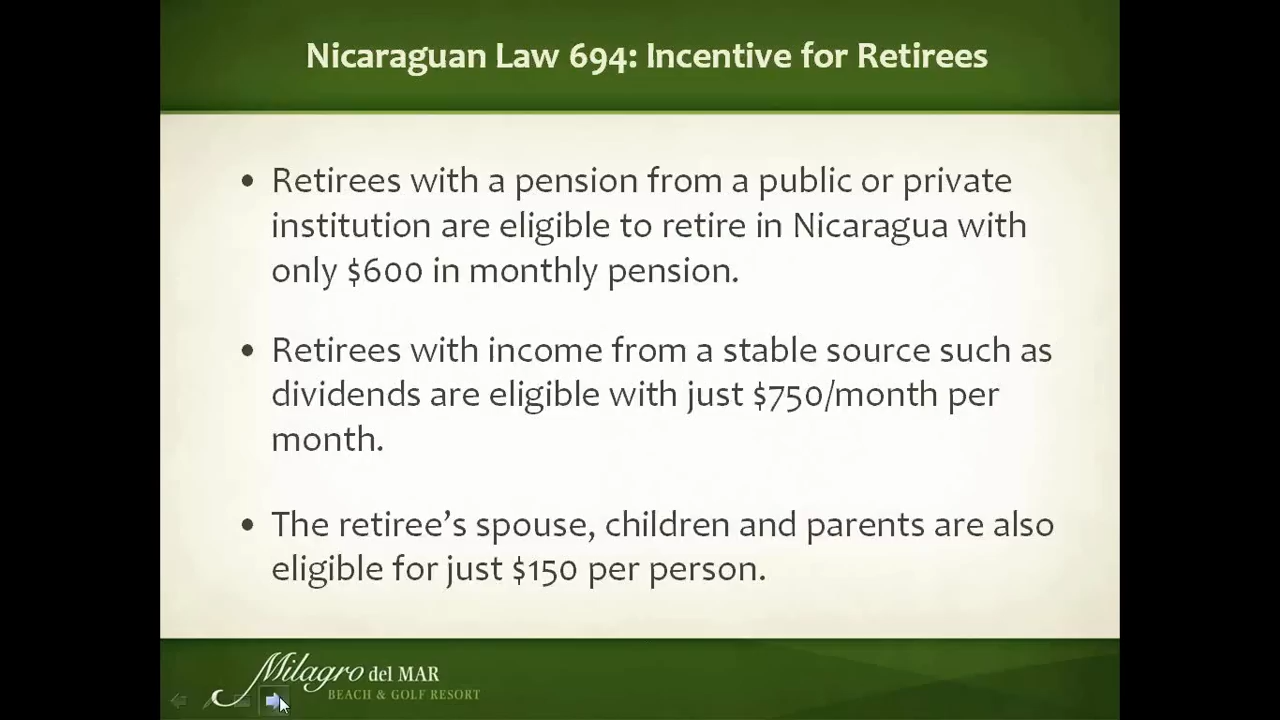 Nicaraguan Law 694: Incentive for Retirees
• Retirees with a pension from a public or private
institution are eligible to retire in Nicaragua with
only $600 in monthly pension.
• Retirees with income from a stable source such as
dividends are eligible with just $750/month per
month.
• The retiree’s spouse, children and parents are also
eligible for just $150 per person.
Milagro del MAR
BEACH & GOLF RESORT